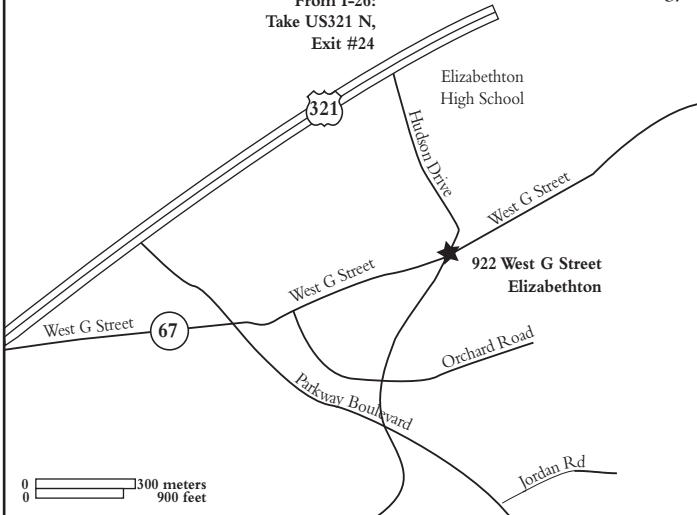 From I-26:
Take US321 N,
Exit #24
Elizabethton
High School
321
Hudson Drive
West G Street
922 West G Street
Elizabethton
West G Street
West G Street
67
Orchard Road
Parkway Boulevard
Jordan Rd
0 300 meters
0 900 feet